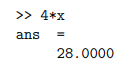 >> 4*x
ans =
28.0000